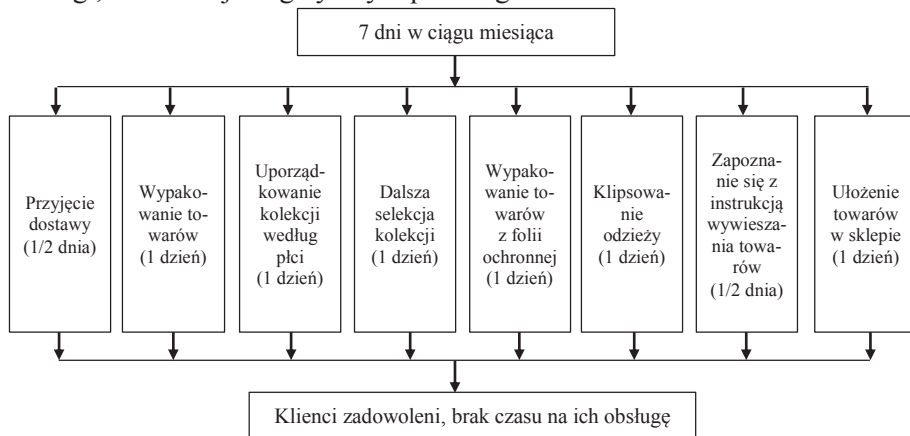 7 dni w ciągu miesiąca
Przyjęcie
dostawy
(1/2 dnia)
Wypako-
wanie to-
warów
(1 dzień)
Uporząd-
kowanie
kolekcji
według
płci
(1 dzień)
Dalsza
selekcja
kolekcji
(1 dzień)
Wypako-
wanie
towarów
z folii
ochronnej
(1 dzień)
Klipsowa-
nie
odzieży
(1 dzień)
Zapozna-
nie się z
instrukcją
wywiesza-
nia towa-
rów
(1/2 dnia)
Ułożenie
towarów
w sklepie
(1 dzień)
Klienci zadowoleni, brak czasu na ich obsługę